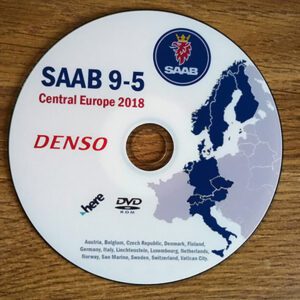 SAAB
SAAB 9-5
Central Europe 2018
DENSO
here
DVD
ROM
Austria, Belgium, Czech Republic, Denmark, Finland,
Germany, Italy, Liechtenstein, Luxembourg, Netherlands,
Norway, San Marino, Sweden, Switzerland, Vatican City.